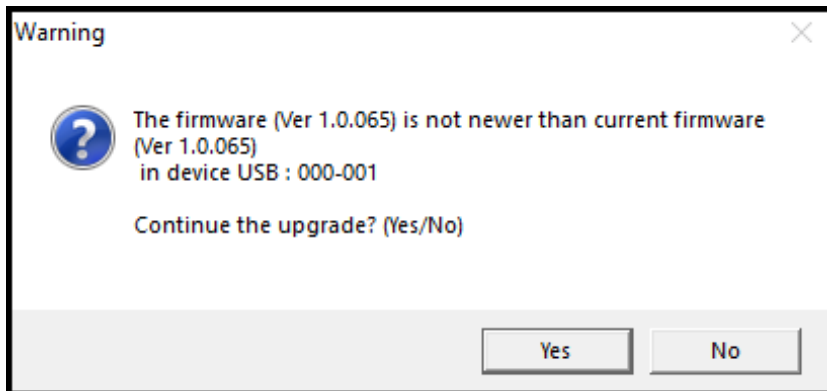 Warning
The firmware (Ver 1.0.065) is not newer than current firmware
(Ver 1.0.065)
in device USB : 000-001
Continue the upgrade? (Yes/No)
Yes
No